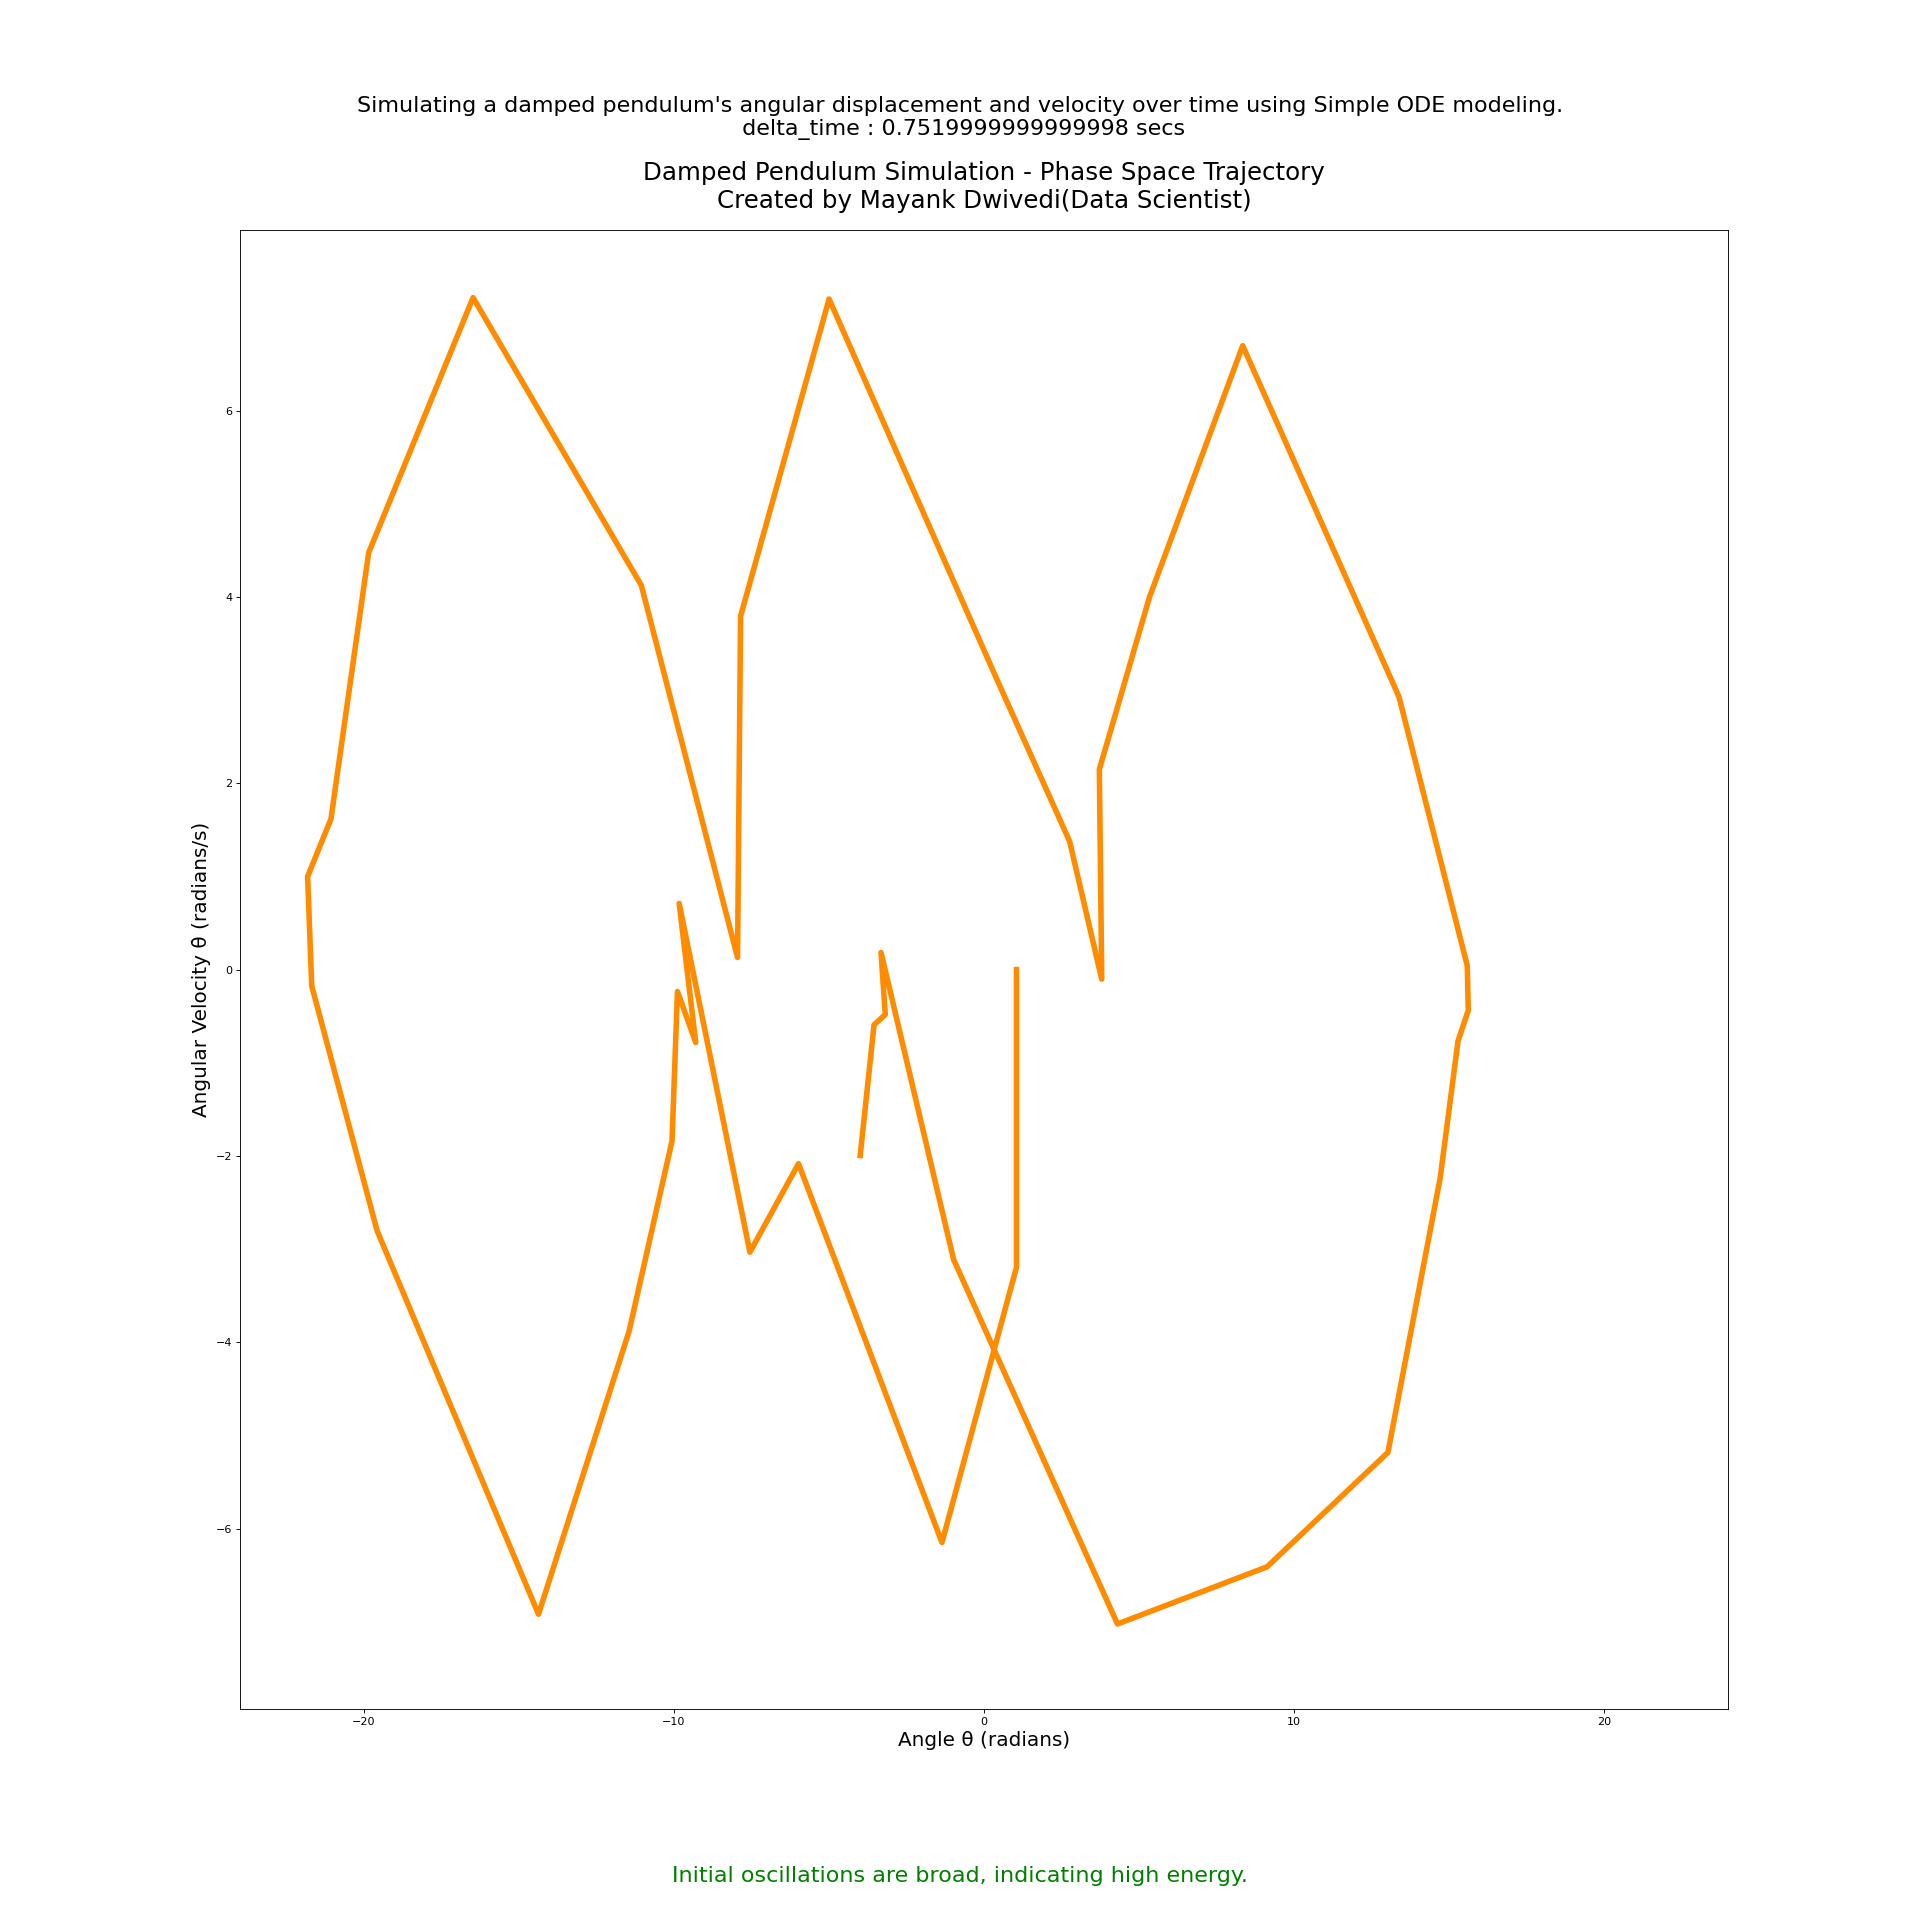 Simulating a damped pendulum's angular displacement and velocity over time using Simple ODE modeling.
delta_time : 0.7519999999999998 secs
Damped Pendulum Simulation - Phase Space Trajectory
Created by Mayank Dwivedi(Data Scientist)
6
4
2
0
−2
−4
−6
Angular Velocity θ (radians/s)
−20
−10
0
10
20
Angle θ (radians)
Initial oscillations are broad, indicating high energy.